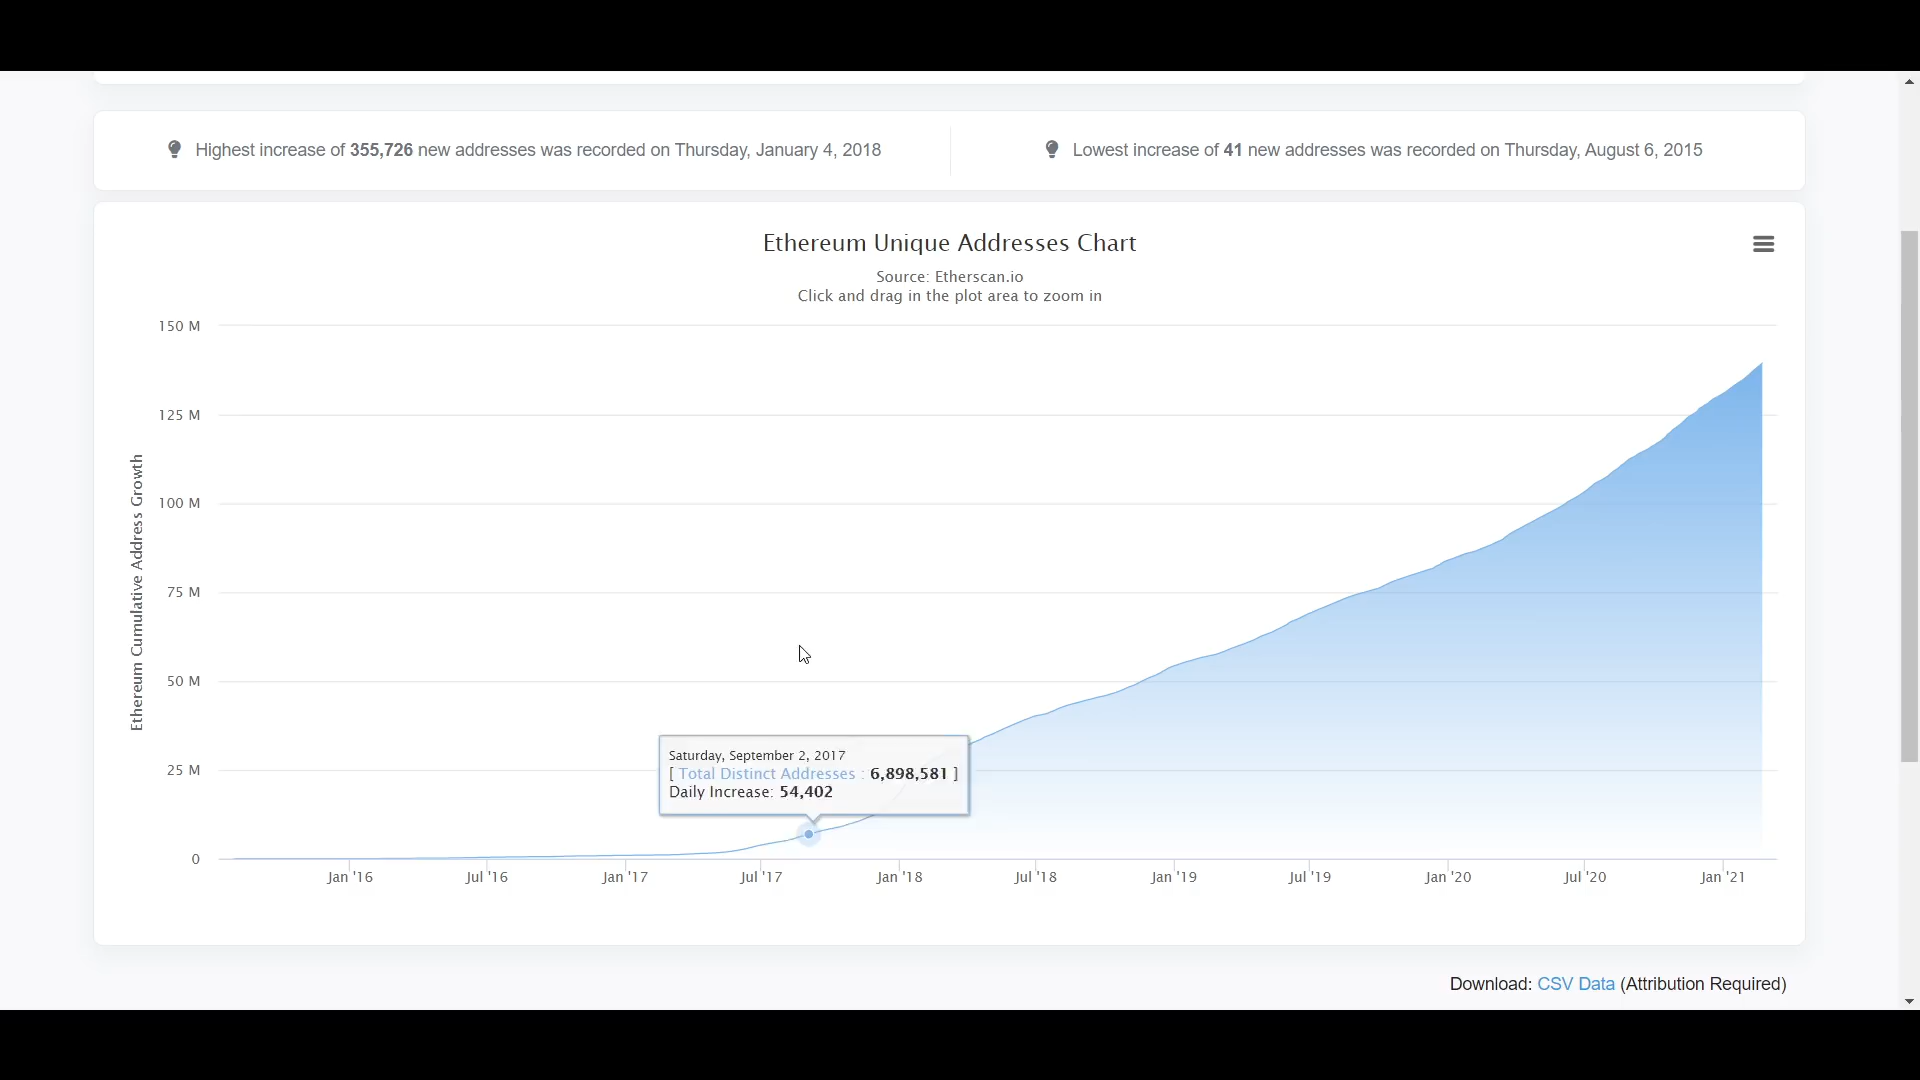 Highest increase of 355,726 new addresses was recorded on Thursday, January 4, 2018
Lowest increase of 41 new addresses was recorded on Thursday, August 6, 2015
Ethereum Unique Addresses Chart
Source: Etherscan.io
Click and drag in the plot area to zoom in
Ethereum Cumulative Address Growth
150 M
125 M
100 M
75 M
50 M
25 M
0
Saturday, September 2, 2017
[ Total Distinct Addresses : 6,898,581 ]
Daily Increase: 54,402
Jan '16
Jul '16
Jan '17
Jul '17
Jan '18
Jul '18
Jan '19
Jul '19
Jan '20
Jul '20
Jan '21
Download: CSV Data (Attribution Required)